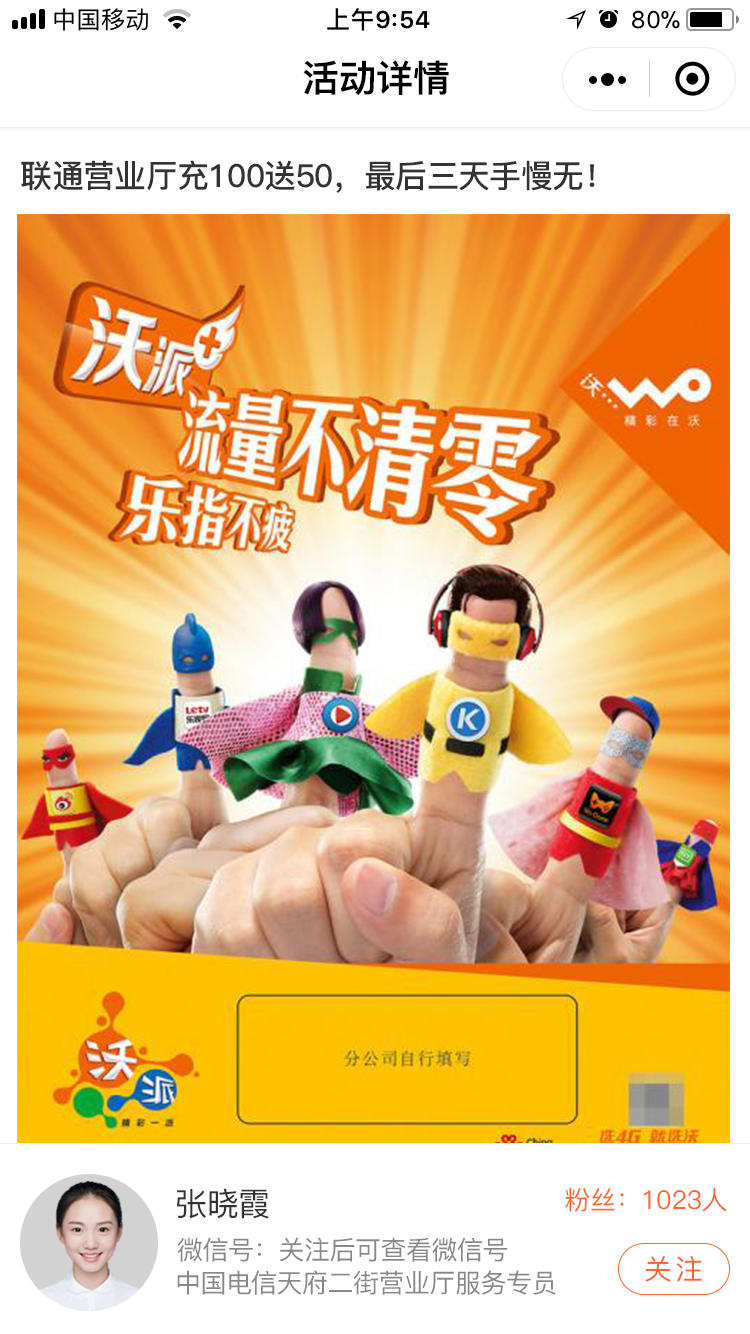 中国移动
上午9:54
80%
活动详情
联通营业厅充100送50，最后三天手慢无！
沃派
流量不清零
乐指不疲
沃…
精彩在沃
Letv
K
分公司自行填写
沃派
精彩一派
选4G 就选沃
张晓霞
粉丝：1023人
微信号：关注后可查看微信号
中国电信天府二街营业厅服务专员
关注